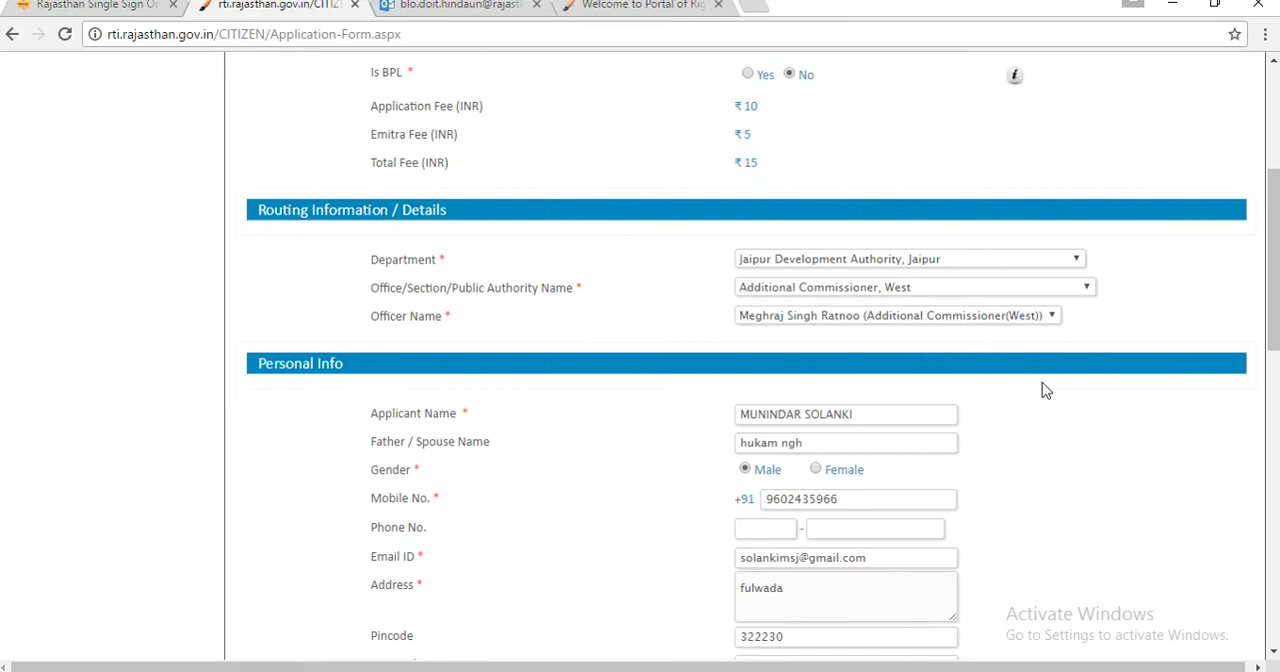 Rajasthan Single Sign On
rti.rajasthan.gov.in/CITIZ
blo.doit.hindaun@rajast
Welcome to Portal of Rig
rti.rajasthan.gov.in/CITIZEN/Application-Form.aspx
Is BPL * Yes No i
Application Fee (INR) ₹ 10
Emitra Fee (INR) ₹ 5
Total Fee (INR) ₹ 15
Routing Information / Details
Department * Jaipur Development Authority, Jaipur
Office/Section/Public Authority Name * Additional Commissioner, West
Officer Name * Meghraj Singh Ratnoo (Additional Commissioner(West))
Personal Info
Applicant Name * MUNINDAR SOLANKI
Father / Spouse Name hukam ngh
Gender * Male Female
Mobile No. * +91 9602435966
Phone No. -
Email ID * solankimsj@gmail.com
Address * fulwada
Pincode 322230
Activate Windows
Go to Settings to activate Windows.